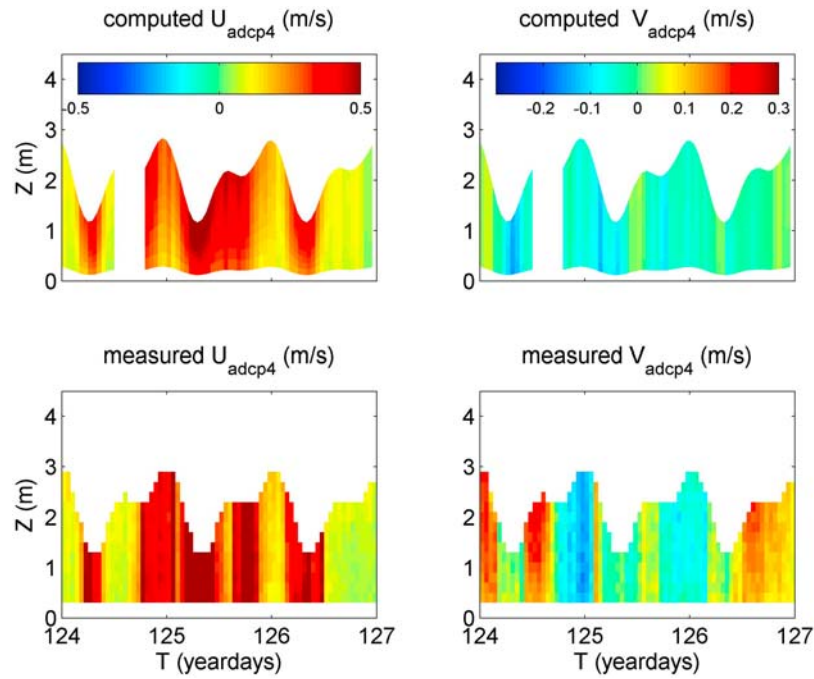 computed U_adcp4 (m/s)
computed V_adcp4 (m/s)
4
3
2
1
0
Z (m)
-0.5 0 0.5
4
3
2
1
0
-0.2 -0.1 0 0.1 0.2 0.3
measured U_adcp4 (m/s)
measured V_adcp4 (m/s)
4
3
2
1
0
Z (m)
124 125 126 127
T (yeardays)
4
3
2
1
0
124 125 126 127
T (yeardays)